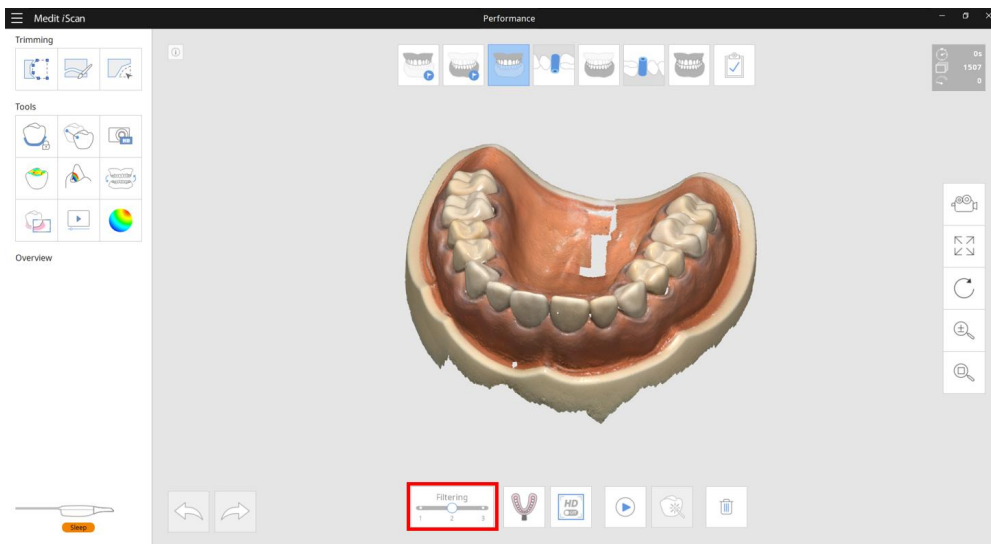 Medit iScan
Performance
Trimming
Tools
Overview
0s
1507
0
Filtering
1 2 3
HD
Sleep